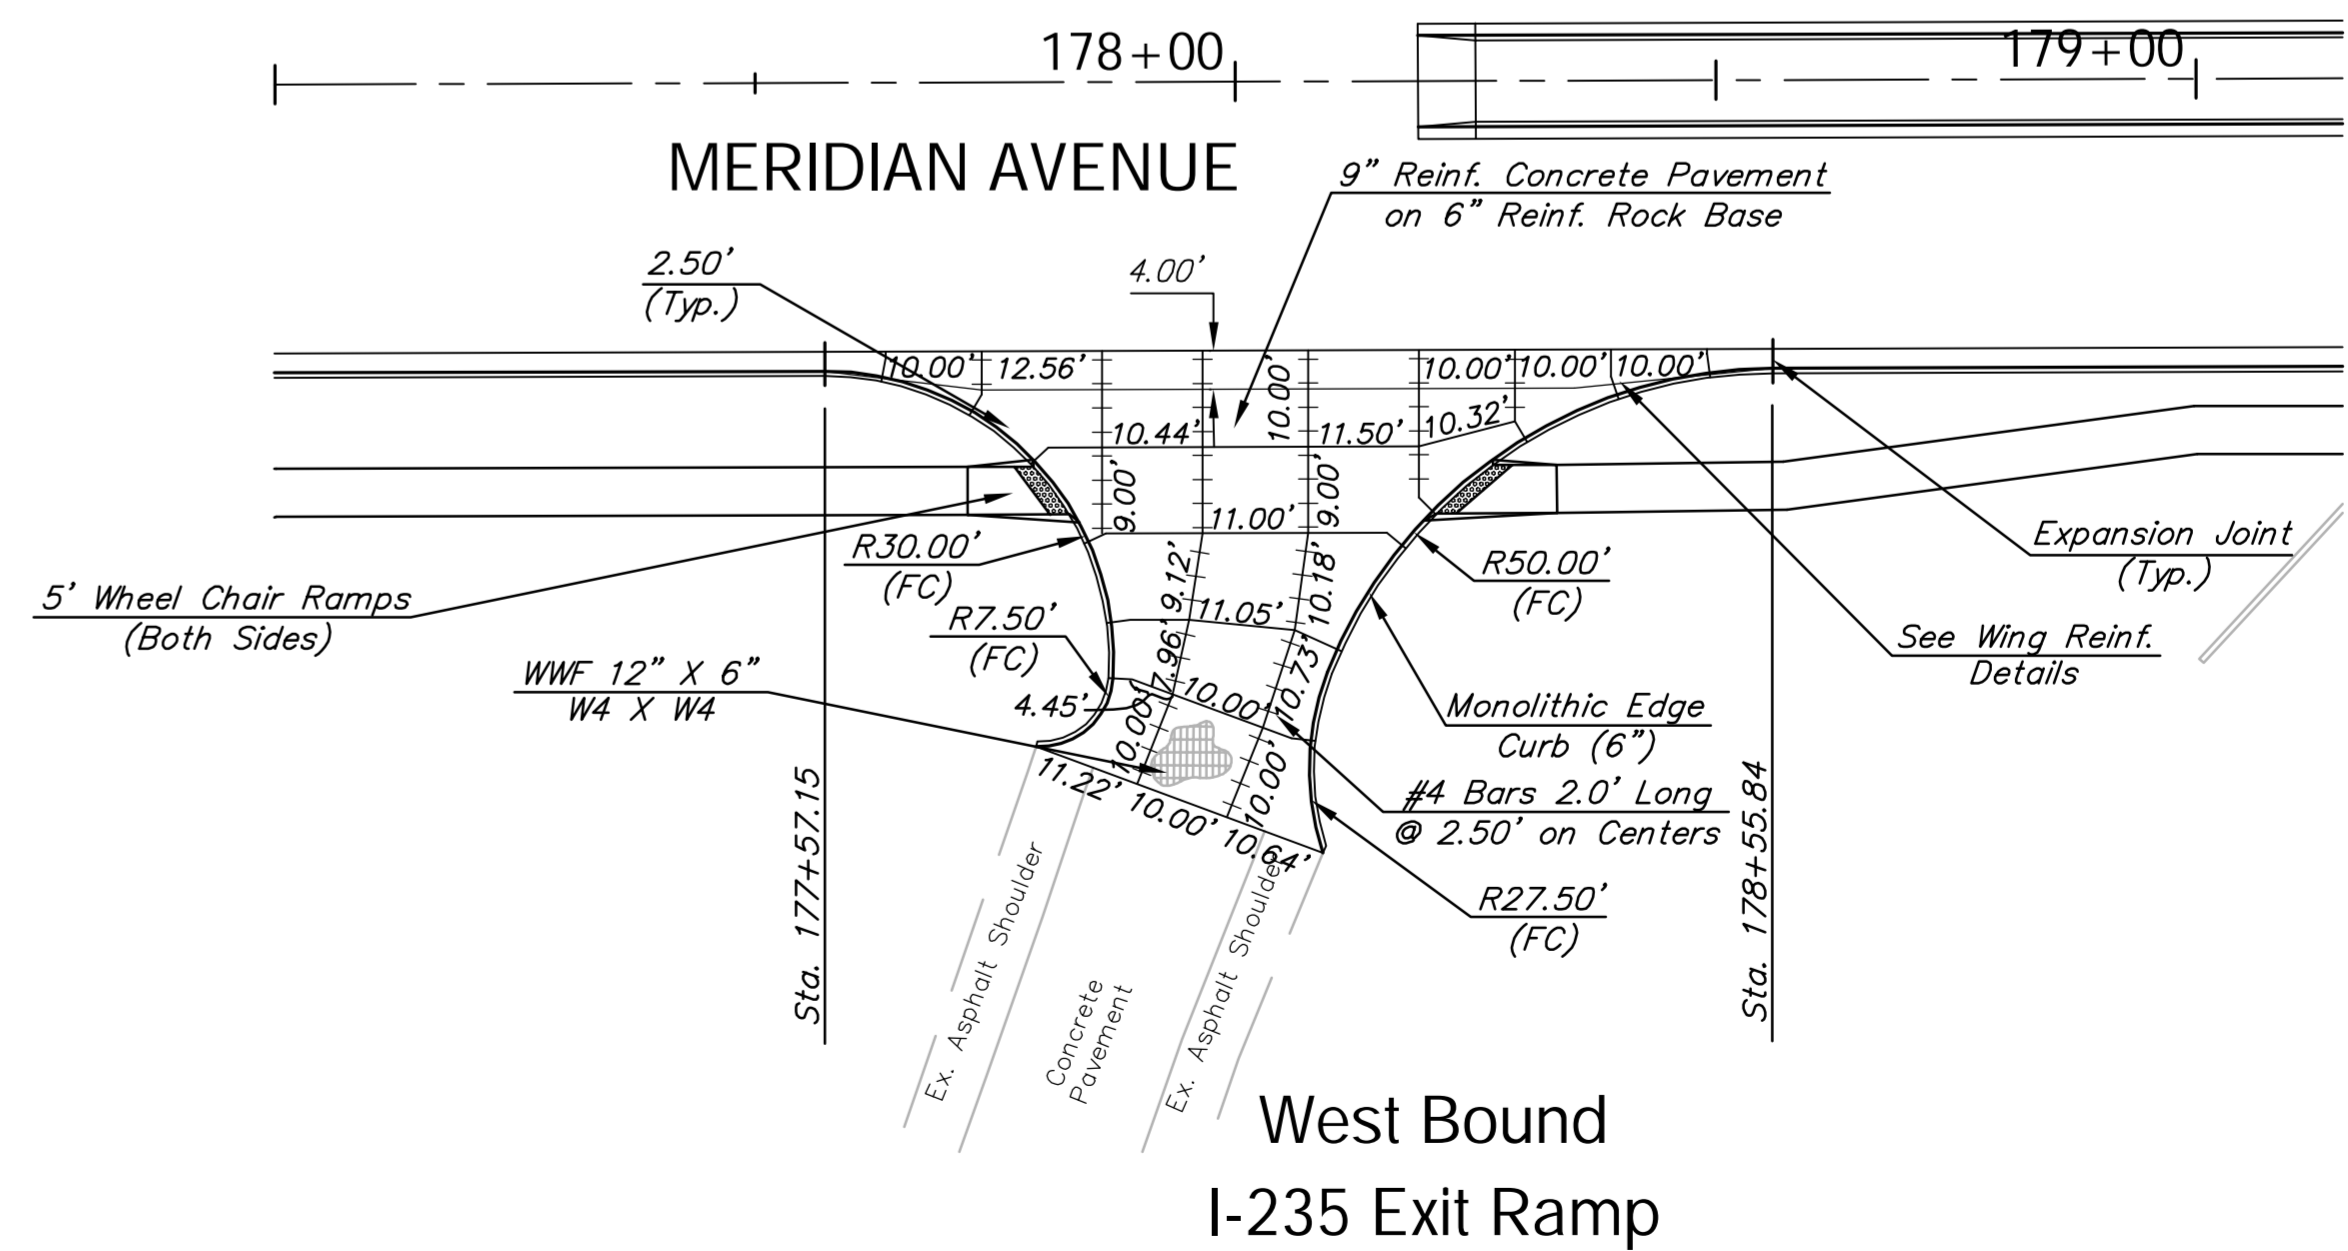 178+00
179+00
MERIDIAN AVENUE
9" Reinf. Concrete Pavement
on 6" Reinf. Rock Base
2.50'
(Typ.)
4.00'
10.00'
12.56'
10.00'
10.00'
10.00'
10.00'
10.44'
11.50'
10.32'
9.00'
11.00'
9.00'
R30.00'
(FC)
R50.00'
(FC)
Expansion Joint
(Typ.)
5' Wheel Chair Ramps
(Both Sides)
9.12'
11.05'
10.18'
R7.50'
(FC)
See Wing Reinf.
Details
WWF 12" X 6"
W4 X W4
7.96'
10.00'
10.73'
4.45'
10.00'
10.00'
Monolithic Edge
Curb (6")
11.22'
10.00'
10.64'
#4 Bars 2.0' Long
@ 2.50' on Centers
R27.50'
(FC)
Sta. 177+57.15
Sta. 178+55.84
Ex. Asphalt Shoulder
Concrete
Pavement
Ex. Asphalt Shoulder
West Bound
I-235 Exit Ramp